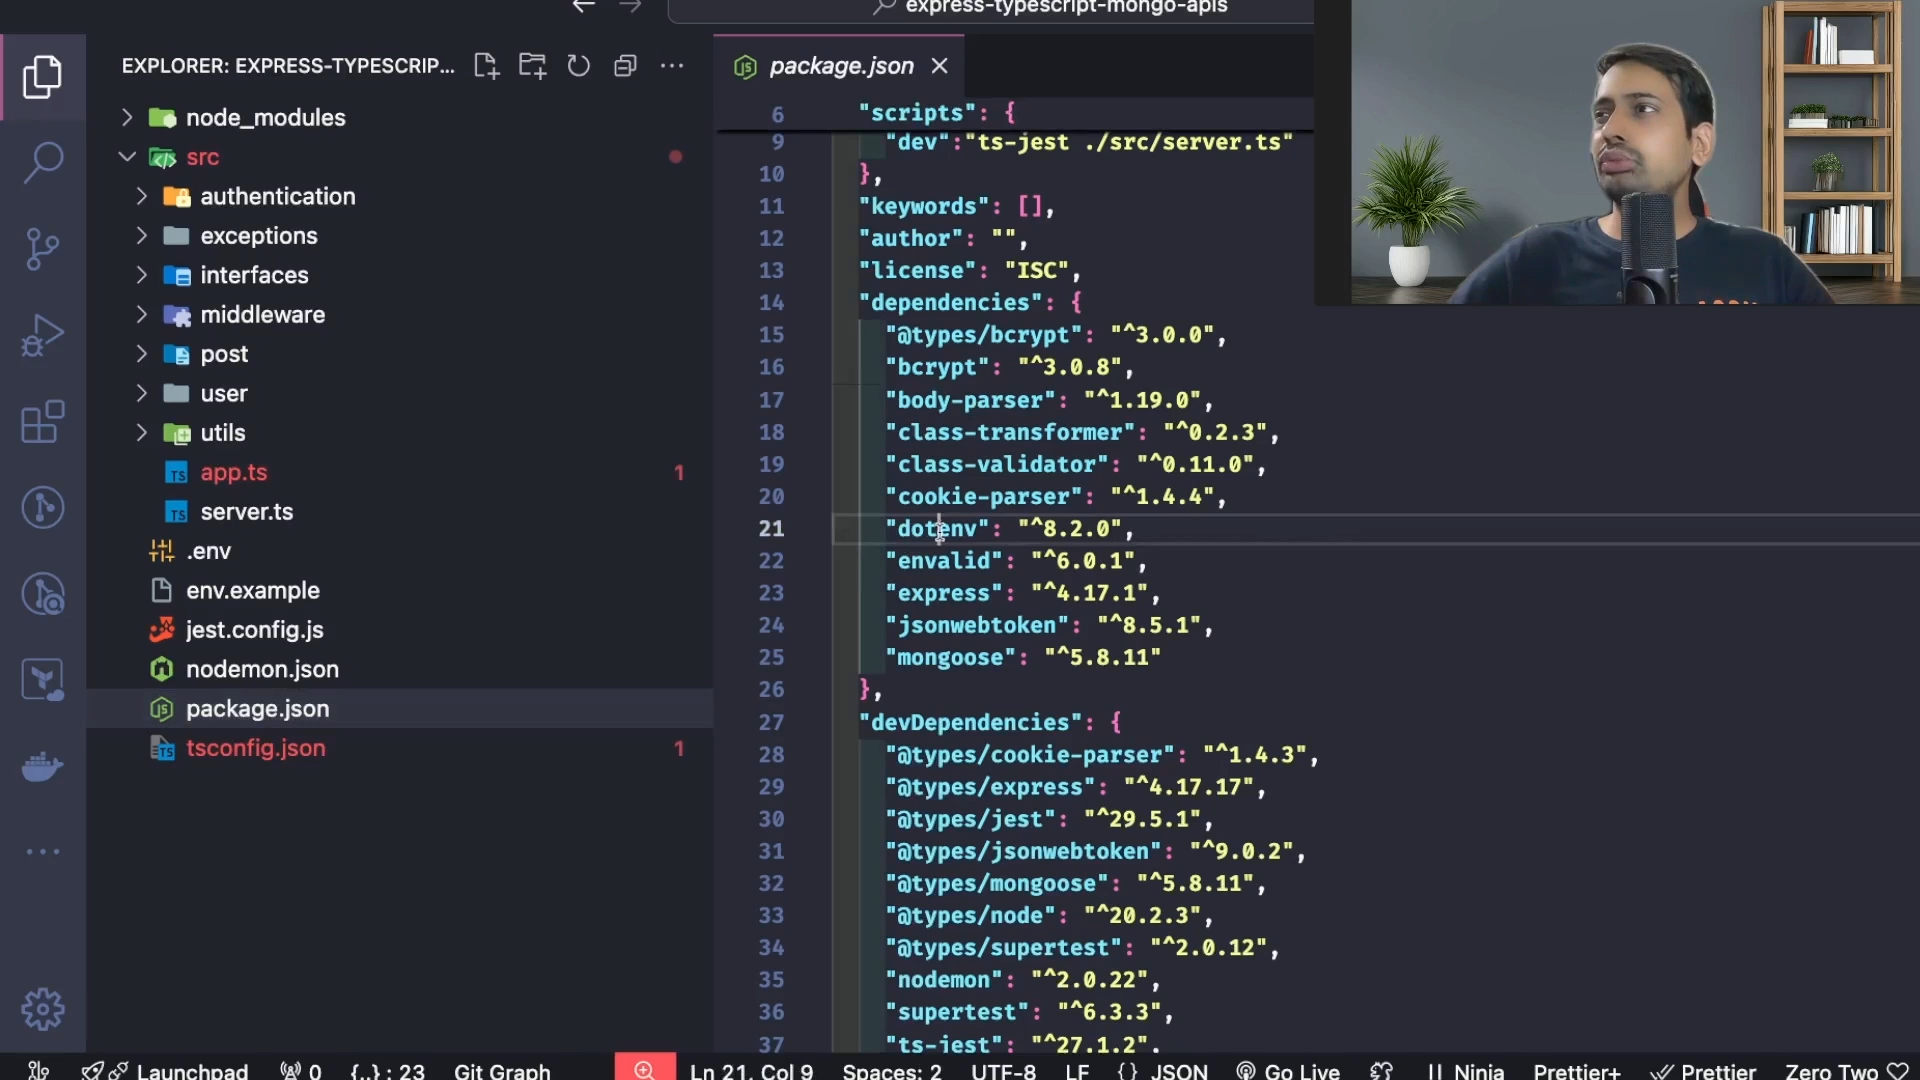 express-typescript-mongo-apis
EXPLORER: EXPRESS-TYPESCRIP...
node_modules
src
authentication
exceptions
interfaces
middleware
post
user
utils
TS app.ts 1
TS server.ts
.env
env.example
jest.config.js
nodemon.json
package.json
TS tsconfig.json 1
package.json
6 "scripts": {
9 "dev":"ts-jest ./src/server.ts"
10 },
11 "keywords": [],
12 "author": "",
13 "license": "ISC",
14 "dependencies": {
15 "@types/bcrypt": "^3.0.0",
16 "bcrypt": "^3.0.8",
17 "body-parser": "^1.19.0",
18 "class-transformer": "^0.2.3",
19 "class-validator": "^0.11.0",
20 "cookie-parser": "^1.4.4",
21 "dotenv": "^8.2.0",
22 "envalid": "^6.0.1",
23 "express": "^4.17.1",
24 "jsonwebtoken": "^8.5.1",
25 "mongoose": "^5.8.11"
26 },
27 "devDependencies": {
28 "@types/cookie-parser": "^1.4.3",
29 "@types/express": "^4.17.17",
30 "@types/jest": "^29.5.1",
31 "@types/jsonwebtoken": "^9.0.2",
32 "@types/mongoose": "^5.8.11",
33 "@types/node": "^20.2.3",
34 "@types/supertest": "^2.0.12",
35 "nodemon": "^2.0.22",
36 "supertest": "^6.3.3",
37 "ts-jest": "^27.1.2",
Launchpad 0 {..} : 23 Git Graph Ln 21, Col 9 Spaces: 2 UTF-8 LF {} JSON Go Live Ninja Prettier+ Prettier Zero Two